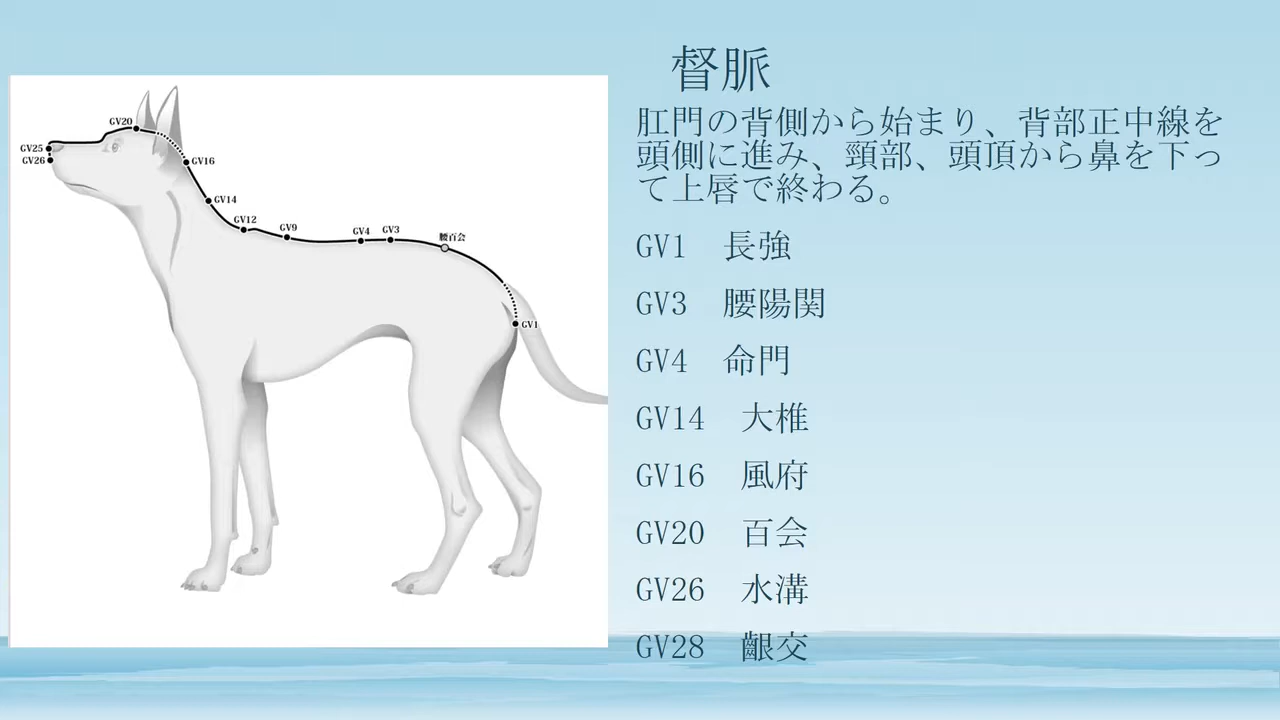 督脈
肛門の背側から始まり、背部正中線を
頭側に進み、頸部、頭頂から鼻を下っ
て上唇で終わる。
GV1 長強
GV3 腰陽関
GV4 命門
GV14 大椎
GV16 風府
GV20 百会
GV26 水溝
GV28 齦交
GV20
GV25
GV26
GV16
GV14
GV12
GV9
GV4
GV3
腰百会
GV1